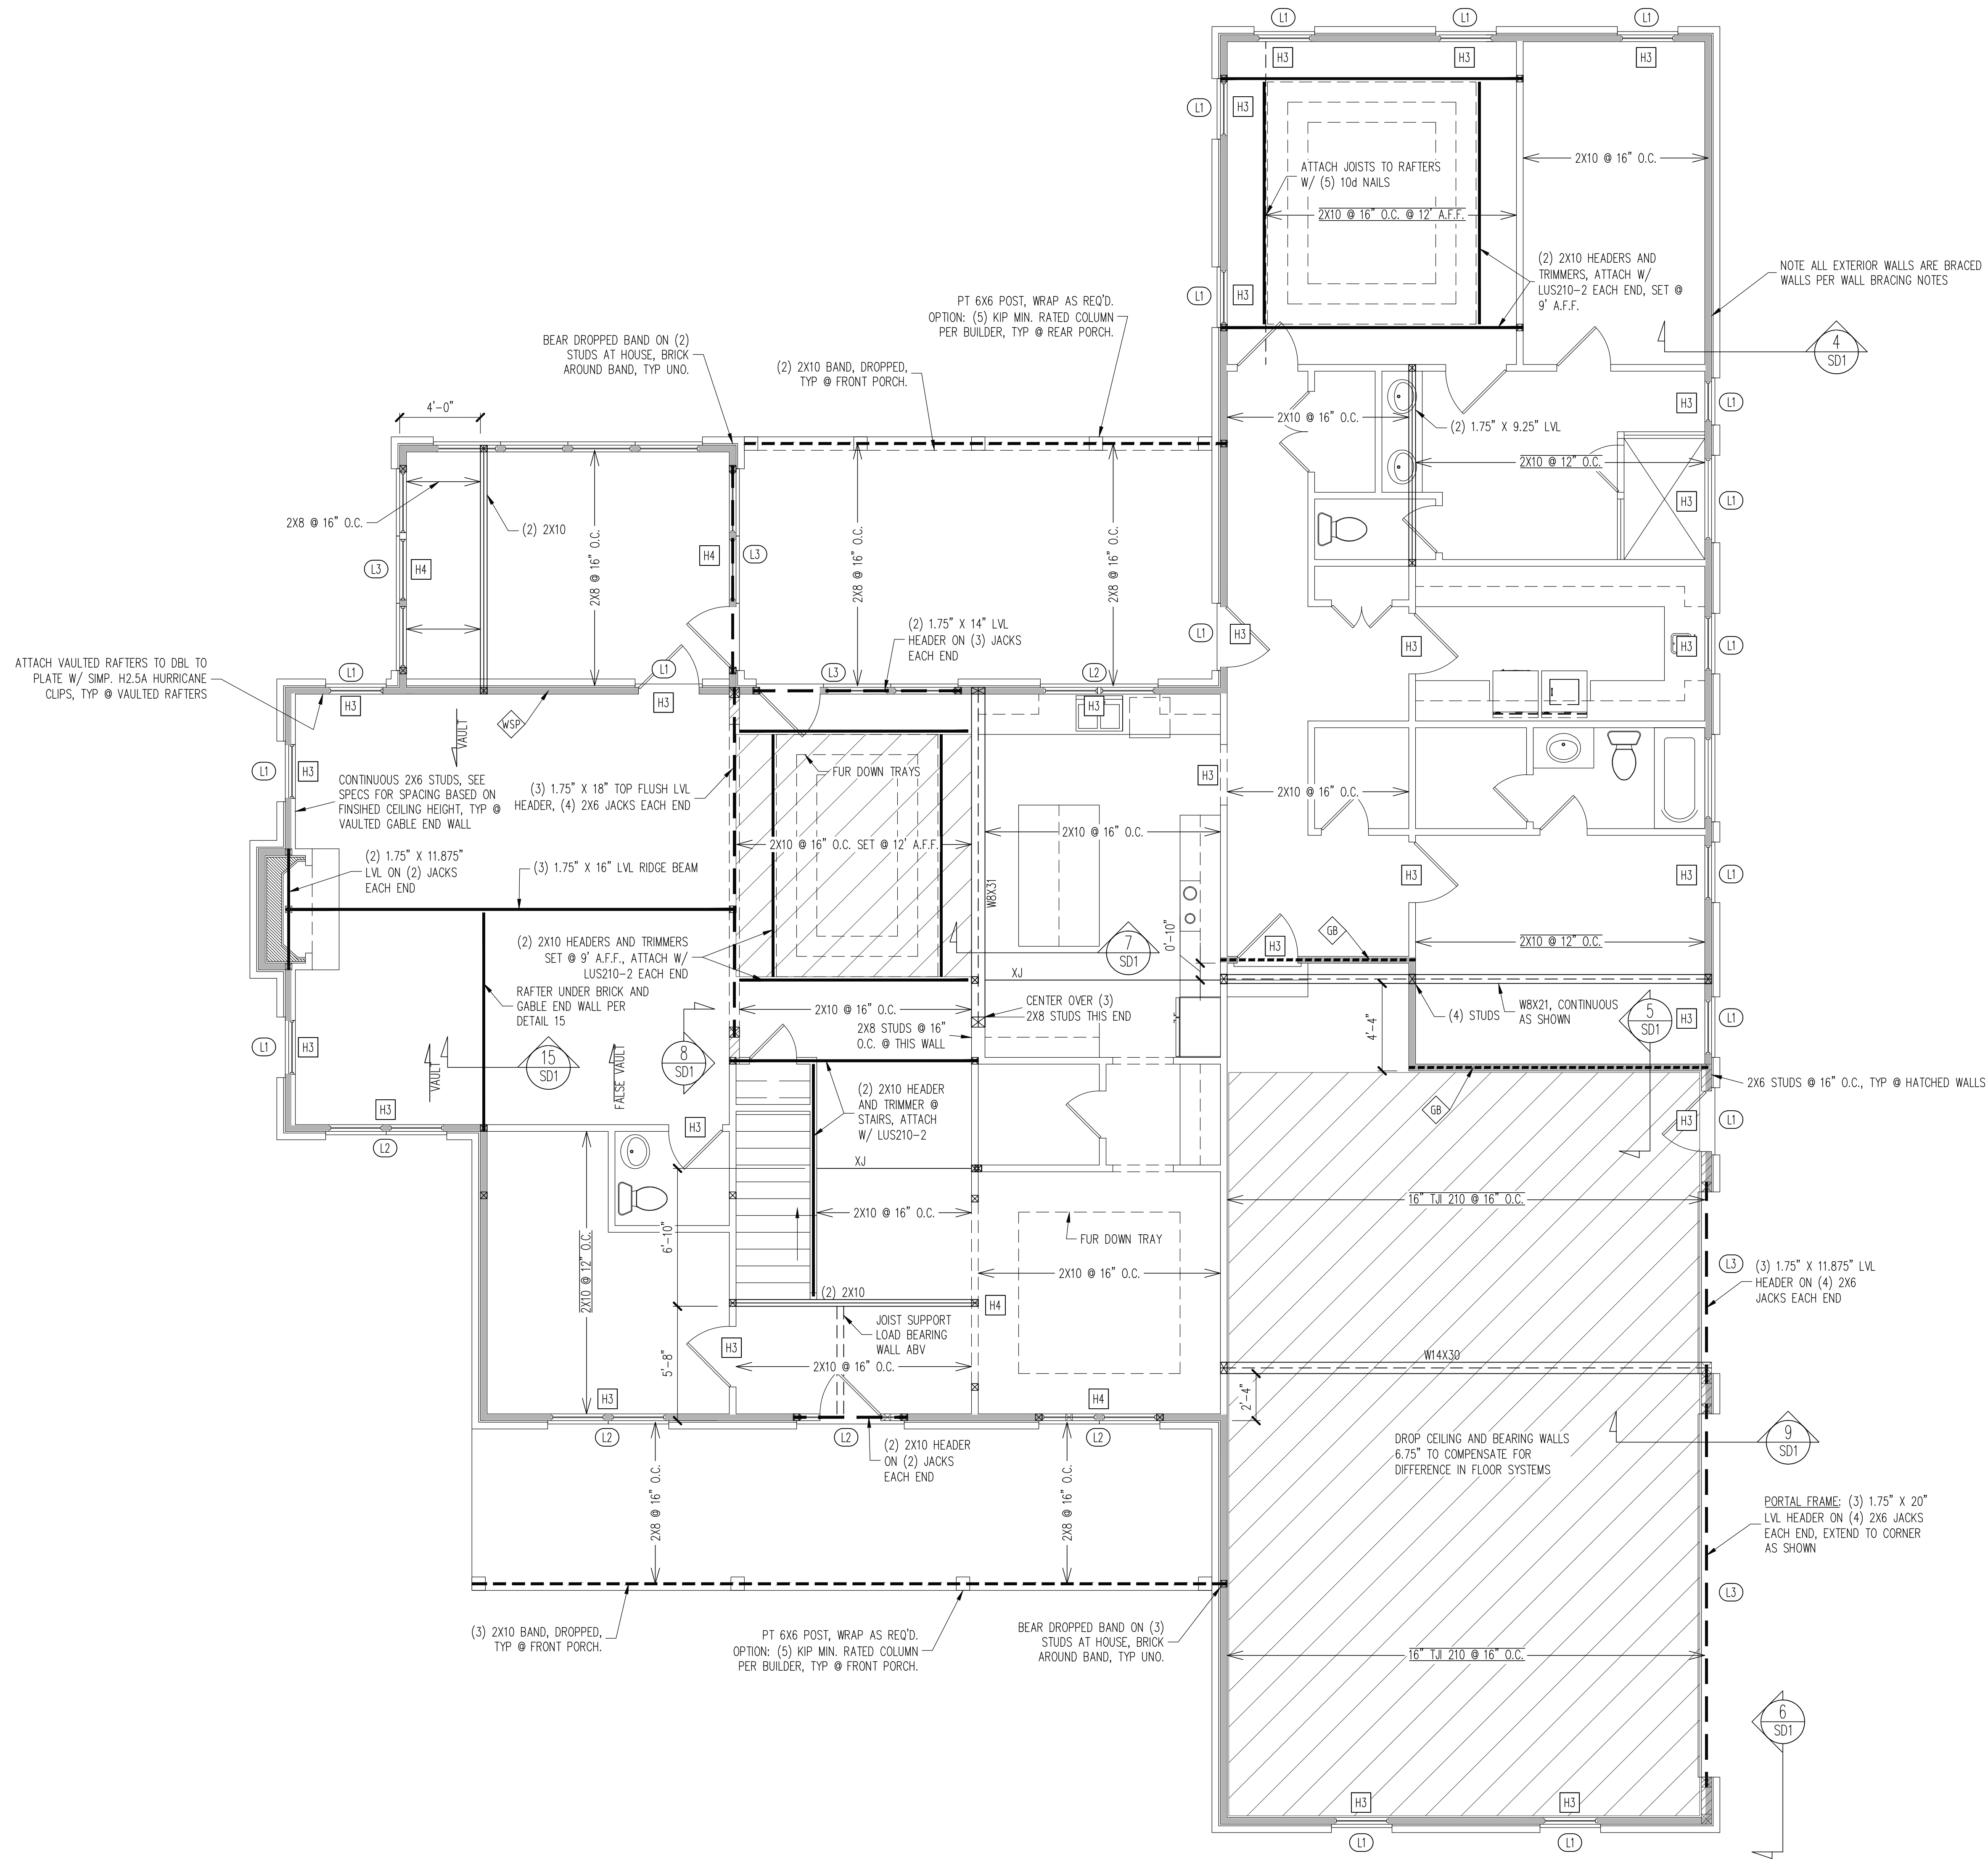 L1
L1
L1
H3
H3
H3
L1
H3
ATTACH JOISTS TO RAFTERS
W/ (5) 10d NAILS
2X10 @ 16" O.C.
2X10 @ 16" O.C. @ 12' A.F.F.
(2) 2X10 HEADERS AND
TRIMMERS, ATTACH W/
LUS210-2 EACH END, SET @
9' A.F.F.
NOTE ALL EXTERIOR WALLS ARE BRACED
WALLS PER WALL BRACING NOTES
L1
H3
PT 6X6 POST, WRAP AS REQ'D.
OPTION: (5) KIP MIN. RATED COLUMN
PER BUILDER, TYP @ REAR PORCH.
BEAR DROPPED BAND ON (2)
STUDS AT HOUSE, BRICK
AROUND BAND, TYP UNO.
(2) 2X10 BAND, DROPPED,
TYP @ FRONT PORCH.
4
SD1
4'-0"
2X10 @ 16" O.C.
(2) 1.75" X 9.25" LVL
H3
L1
2X10 @ 12" O.C.
H3
L1
2X8 @ 16" O.C.
(2) 2X10
2X8 @ 16" O.C.
2X8 @ 16" O.C.
2X8 @ 16" O.C.
L3
H4
H4
L3
(2) 1.75" X 14" LVL
HEADER ON (3) JACKS
EACH END
L1
H3
H3
H3
L1
ATTACH VAULTED RAFTERS TO DBL TO
PLATE W/ SIMP. H2.5A HURRICANE
CLIPS, TYP @ VAULTED RAFTERS
L1
L1
L3
L2
H3
H3
H3
WSP
VAULT
L1
H3
H3
CONTINUOUS 2X6 STUDS, SEE
SPECS FOR SPACING BASED ON
FINSIHED CEILING HEIGHT, TYP @
VAULTED GABLE END WALL
(3) 1.75" X 18" TOP FLUSH LVL
HEADER, (4) 2X6 JACKS EACH END
FUR DOWN TRAYS
2X10 @ 16" O.C.
2X10 @ 16" O.C.
2X10 @ 16" O.C. SET @ 12' A.F.F.
(2) 1.75" X 11.875"
LVL ON (2) JACKS
EACH END
(3) 1.75" X 16" LVL RIDGE BEAM
W8X31
H3
H3
L1
(2) 2X10 HEADERS AND TRIMMERS
SET @ 9' A.F.F., ATTACH W/
LUS210-2 EACH END
7
SD1
0'-10"
H3
GB
2X10 @ 12" O.C.
XJ
RAFTER UNDER BRICK AND
GABLE END WALL PER
DETAIL 15
2X10 @ 16" O.C.
CENTER OVER (3)
2X8 STUDS THIS END
2X8 STUDS @ 16"
O.C. @ THIS WALL
4'-4"
(4) STUDS
W8X21, CONTINUOUS
AS SHOWN
5
SD1
H3
L1
L1
H3
15
SD1
8
SD1
VAULT
FALSE VAULT
2X6 STUDS @ 16" O.C., TYP @ HATCHED WALLS
GB
H3
L1
(2) 2X10 HEADER
AND TRIMMER @
STAIRS, ATTACH
W/ LUS210-2
H3
L2
H3
XJ
16" TJI 210 @ 16" O.C.
2X10 @ 16" O.C.
6'-10"
FUR DOWN TRAY
2X10 @ 12" O.C.
2X10 @ 16" O.C.
L3
(3) 1.75" X 11.875" LVL
HEADER ON (4) 2X6
JACKS EACH END
(2) 2X10
H4
JOIST SUPPORT
LOAD BEARING
WALL ABV
H3
5'-8"
2X10 @ 16" O.C.
W14X30
2'-4"
H3
H4
L2
L2
L2
(2) 2X10 HEADER
ON (2) JACKS
EACH END
DROP CEILING AND BEARING WALLS
6.75" TO COMPENSATE FOR
DIFFERENCE IN FLOOR SYSTEMS
9
SD1
2X8 @ 16" O.C.
2X8 @ 16" O.C.
PORTAL FRAME: (3) 1.75" X 20"
LVL HEADER ON (4) 2X6 JACKS
EACH END, EXTEND TO CORNER
AS SHOWN
L3
(3) 2X10 BAND, DROPPED,
TYP @ FRONT PORCH.
PT 6X6 POST, WRAP AS REQ'D.
OPTION: (5) KIP MIN. RATED COLUMN
PER BUILDER, TYP @ FRONT PORCH.
BEAR DROPPED BAND ON (3)
STUDS AT HOUSE, BRICK
AROUND BAND, TYP UNO.
16" TJI 210 @ 16" O.C.
6
SD1
H3
H3
L1
L1